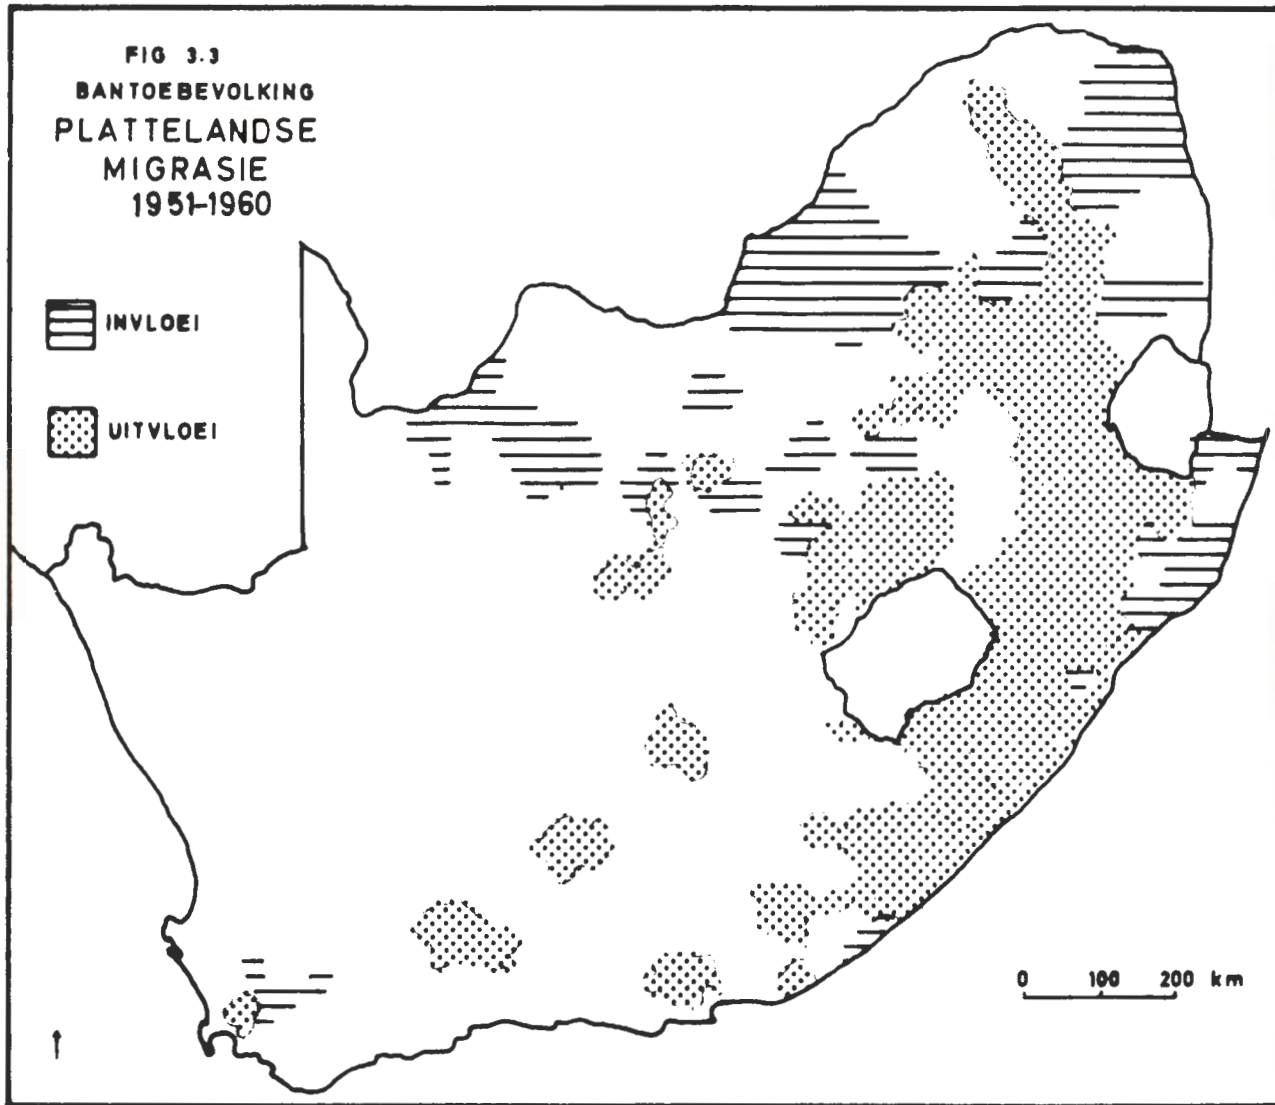 FIG 3.3
BANTOEBEVOLKING
PLATTELANDSE
MIGRASIE
1951-1960
INVLOEI
UITVLOEI
0 100 200 km